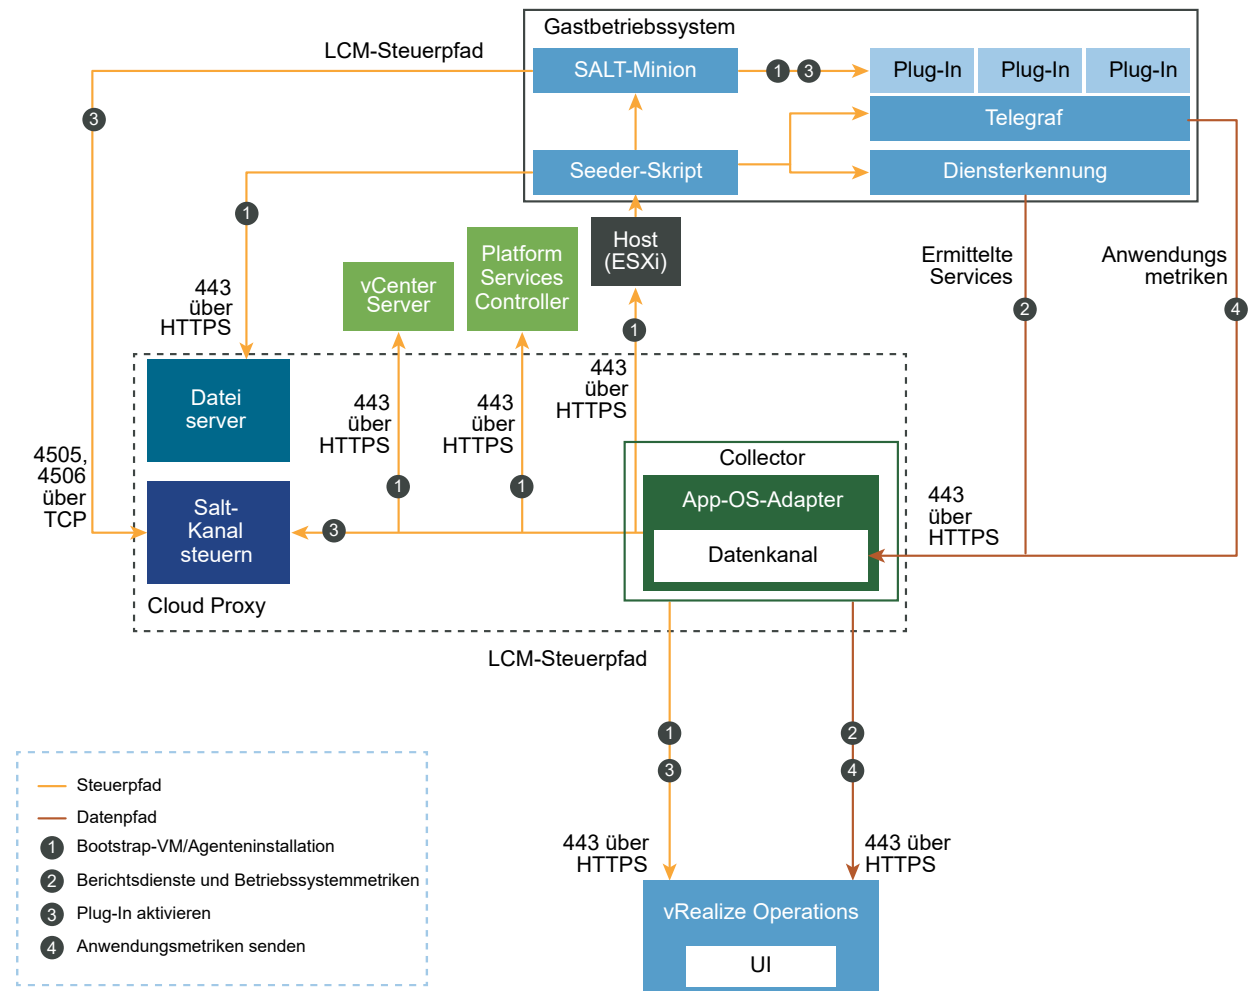 Gastbetriebssystem
LCM-Steuerpfad
SALT-Minion
1
3
Plug-In
Plug-In
Plug-In
Telegraf
3
Seeder-Skript
Diensterkennung
1
Host
(ESXi)
Platform
Services
Controller
vCenter
Server
Ermittelte
Services
Anwendungs
metriken
443
über
HTTPS
1
2
4
Datei
server
443
über
HTTPS
443
über
HTTPS
443
über
HTTPS
4505,
4506
über
TCP
1
1
Collector
App-OS-Adapter
Datenkanal
443
über
HTTPS
Salt-
Kanal
steuern
3
Cloud Proxy
LCM-Steuerpfad
1
3
2
4
443 über
HTTPS
443 über
HTTPS
vRealize Operations
UI
Steuerpfad
Datenpfad
1 Bootstrap-VM/Agenteninstallation
2 Berichtsdienste und Betriebssystemmetriken
3 Plug-In aktivieren
4 Anwendungsmetriken senden